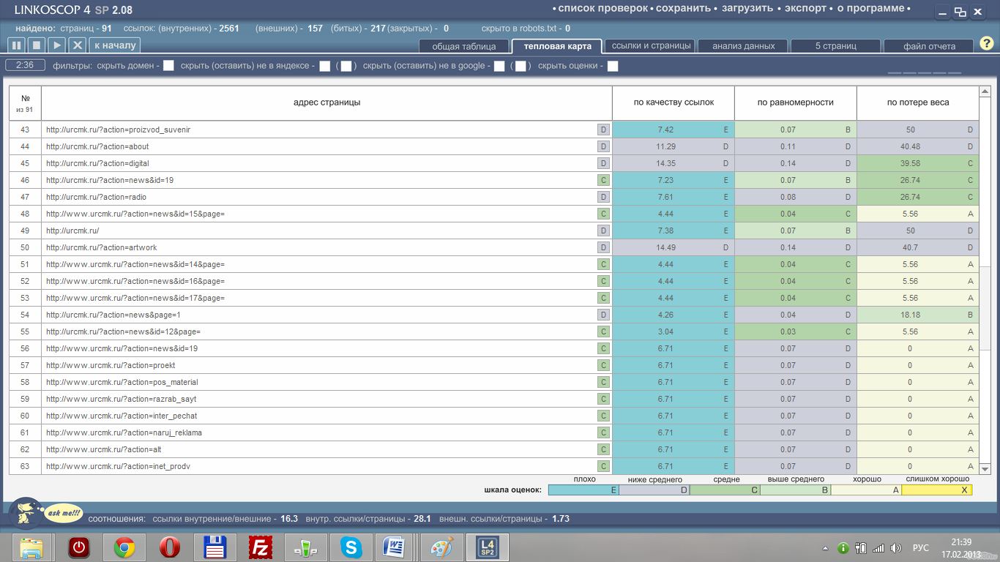 LINKOSCOP 4 SP 2.08
• список проверок • сохранить • загрузить • экспорт • о программе •
найдено: страниц - 91 ссылок: (внутренних) - 2561 (внешних) - 157 (битых) - 217 (закрытых) - 0 скрыто в robots.txt - 0
к началу общая таблица тепловая карта ссылки и страницы анализ данных 5 страниц файл отчета ?
2:36 фильтры: скрыть домен - скрыть (оставить) не в яндексе - ( ) скрыть (оставить) не в google - ( ) скрыть оценки -
№ из 91 адрес страницы по качеству ссылок по равномерности по потере веса
43 http://urcmk.ru/?action=proizvod_suvenir D 7.42 E 0.07 B 50 D
44 http://urcmk.ru/?action=about D 11.29 D 0.11 D 40.48 D
45 http://urcmk.ru/?action=digital D 14.35 D 0.14 D 39.58 C
46 http://urcmk.ru/?action=news&id=19 C 7.23 E 0.07 B 26.74 C
47 http://urcmk.ru/?action=radio D 7.61 E 0.08 D 26.74 C
48 http://www.urcmk.ru/?action=news&id=15&page= C 4.44 E 0.04 C 5.56 A
49 http://urcmk.ru/ D 7.38 E 0.07 B 50 D
50 http://urcmk.ru/?action=artwork D 14.49 D 0.14 D 40.7 D
51 http://www.urcmk.ru/?action=news&id=14&page= C 4.44 E 0.04 C 5.56 A
52 http://www.urcmk.ru/?action=news&id=16&page= C 4.44 E 0.04 C 5.56 A
53 http://www.urcmk.ru/?action=news&id=17&page= C 4.44 E 0.04 C 5.56 A
54 http://urcmk.ru/?action=news&page=1 D 4.26 E 0.04 D 18.18 B
55 http://urcmk.ru/?action=news&id=12&page= C 3.04 E 0.03 C 5.56 A
56 http://www.urcmk.ru/?action=news&id=19 C 6.71 E 0.07 D 0 A
57 http://www.urcmk.ru/?action=proekt C 6.71 E 0.07 D 0 A
58 http://www.urcmk.ru/?action=pos_material C 6.71 E 0.07 D 0 A
59 http://www.urcmk.ru/?action=razrab_sayt C 6.71 E 0.07 D 0 A
60 http://www.urcmk.ru/?action=inter_pechat C 6.71 E 0.07 D 0 A
61 http://www.urcmk.ru/?action=naruj_reklama C 6.71 E 0.07 D 0 A
62 http://www.urcmk.ru/?action=alt C 6.71 E 0.07 D 0 A
63 http://www.urcmk.ru/?action=inet_prodv C 6.71 E 0.07 D 0 A
плохо ниже среднего средне выше среднего хорошо слишком хорошо
шкала оценок: E D C B A X
ask me!!!
соотношения: ссылки внутренние/внешние - 16.3 внутр. ссылки/страницы - 28.1 внешн. ссылки/страницы - 1.73
L4 SP2
РУС
21:39
17.02.2013